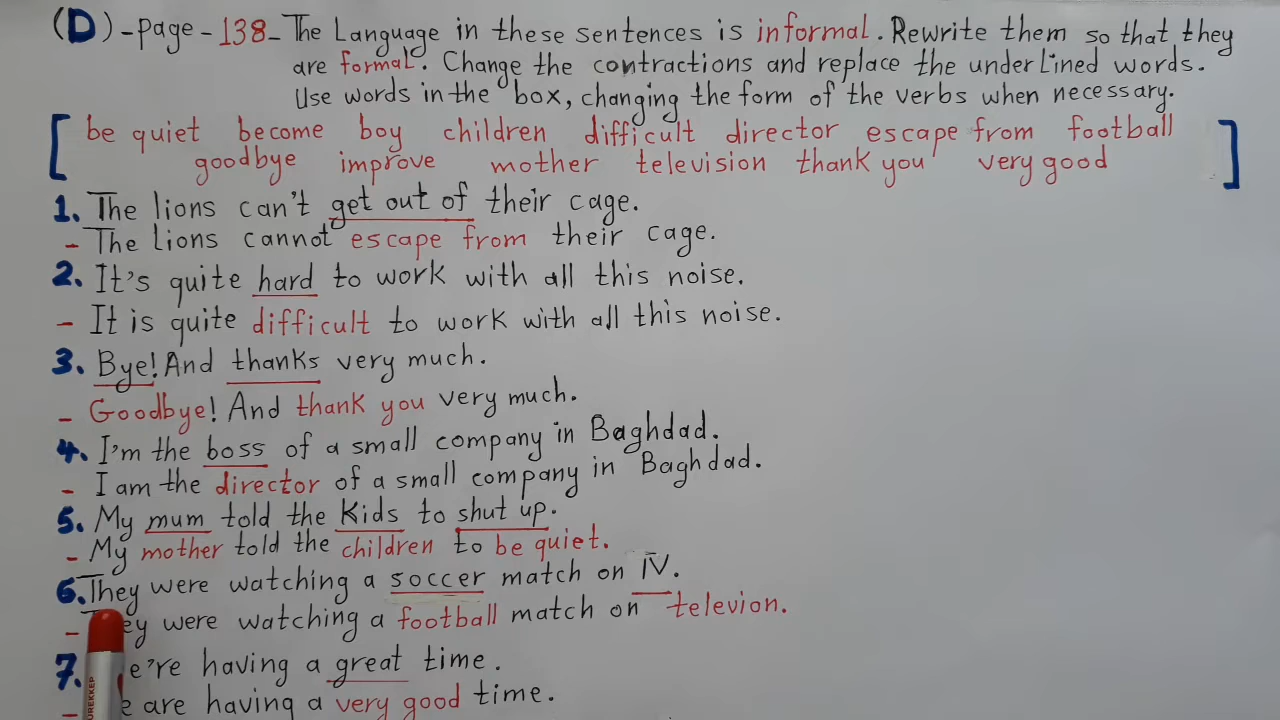 (D)-page-138- The Language in these sentences is informal. Rewrite them so that they
are formal. Change the contractions and replace the underlined words.
Use words in the box, changing the form of the verbs when necessary.
[be quiet become boy children difficult director escape from football
goodbye improve mother television thank you very good]
1. The lions can't get out of their cage.
- The Lions cannot escape from their cage.
2. It's quite hard to work with all this noise.
- It is quite difficult to work with all this noise.
3. Bye! And thanks very much.
- Goodbye! And thank you very much.
4. I'm the boss of a small company in Baghdad.
- I am the director of a small company in Baghdad.
5. My mum told the Kids to shut up.
- My mother told the children to be quiet.
6. They were watching a soccer match on TV.
- were watching a football match on televion.
7. having a great time.
- are having a very good time.